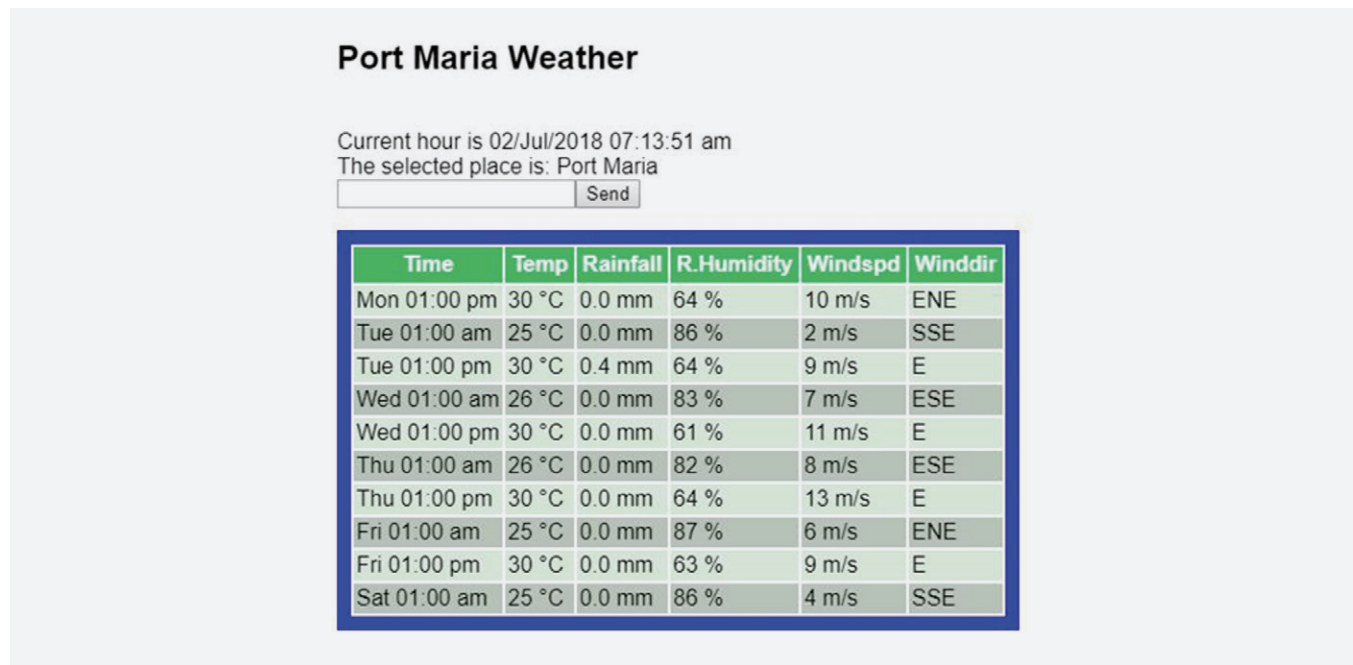 Port Maria Weather
Current hour is 02/Jul/2018 07:13:51 am
The selected place is: Port Maria
Send
Time Temp Rainfall R.Humidity Windspd Winddir
Mon 01:00 pm 30 °C 0.0 mm 64 % 10 m/s ENE
Tue 01:00 am 25 °C 0.0 mm 86 % 2 m/s SSE
Tue 01:00 pm 30 °C 0.4 mm 64 % 9 m/s E
Wed 01:00 am 26 °C 0.0 mm 83 % 7 m/s ESE
Wed 01:00 pm 30 °C 0.0 mm 61 % 11 m/s E
Thu 01:00 am 26 °C 0.0 mm 82 % 8 m/s ESE
Thu 01:00 pm 30 °C 0.0 mm 64 % 13 m/s E
Fri 01:00 am 25 °C 0.0 mm 87 % 6 m/s ENE
Fri 01:00 pm 30 °C 0.0 mm 63 % 9 m/s E
Sat 01:00 am 25 °C 0.0 mm 86 % 4 m/s SSE